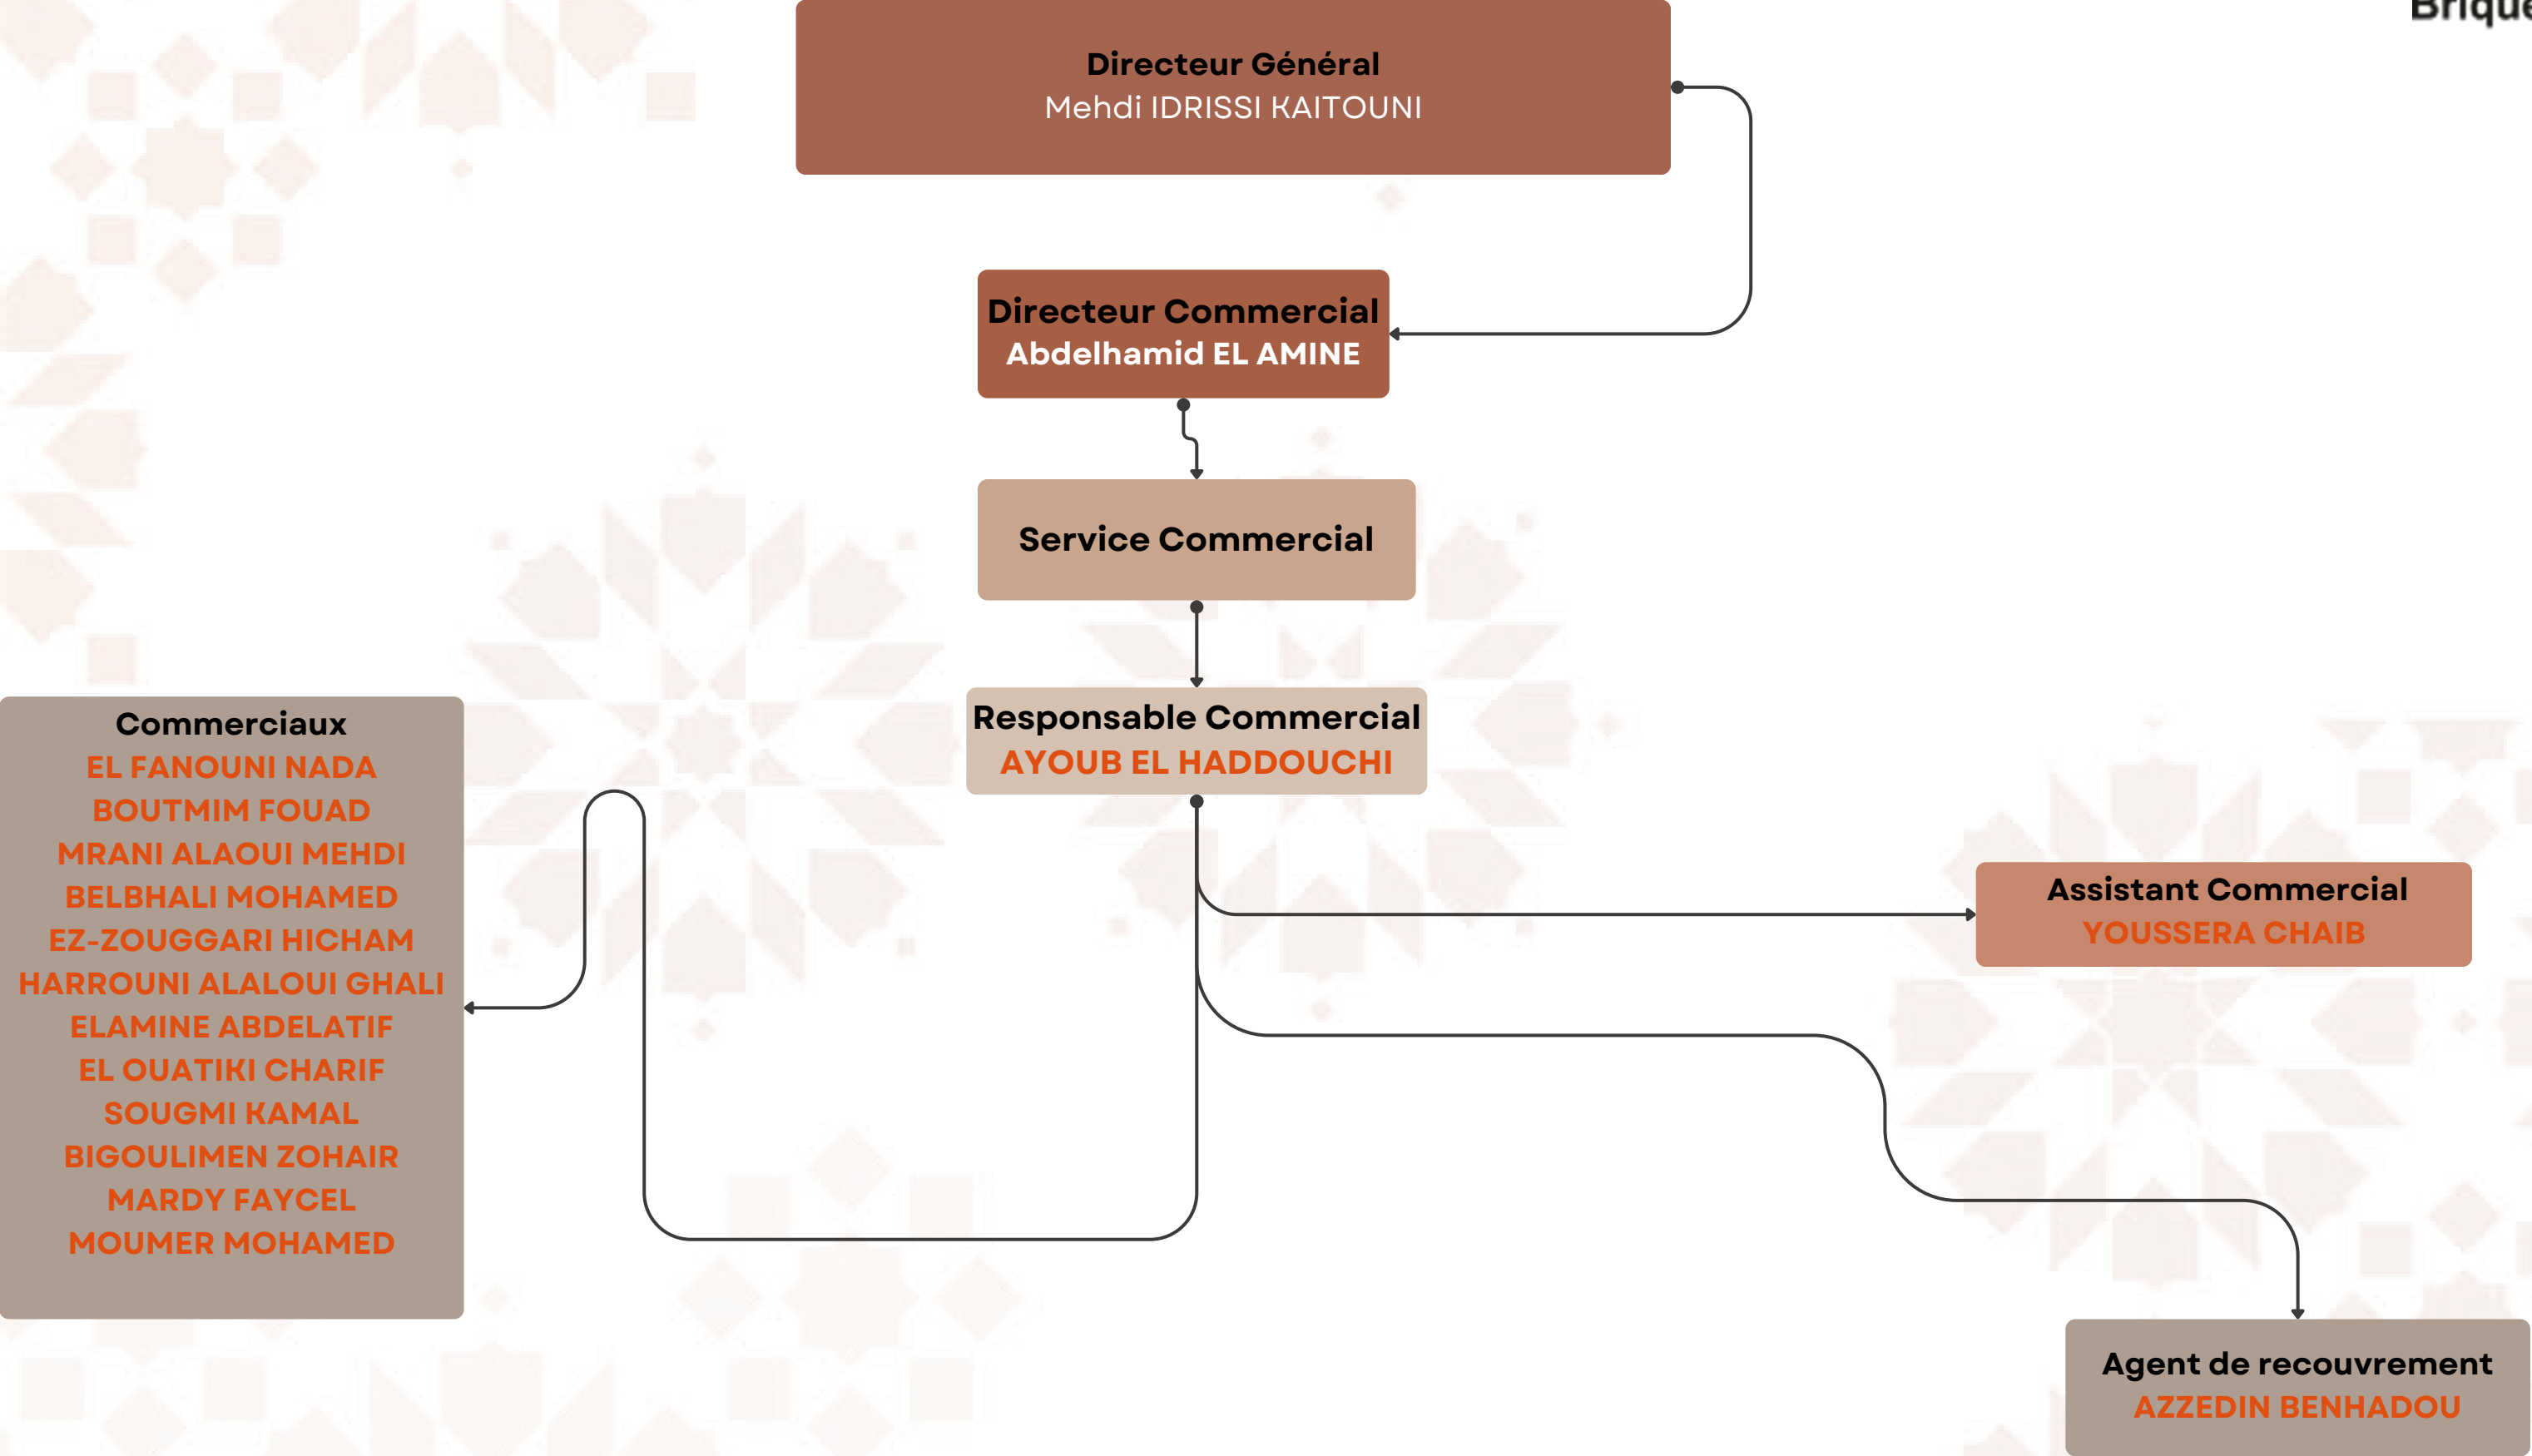 Directeur Général
Mehdi IDRISSI KAITOUNI
Directeur Commercial
Abdelhamid EL AMINE
Service Commercial
Responsable Commercial
AYOUB EL HADDOUCHI
Commerciaux
EL FANOUNI NADA
BOUTMIM FOUAD
MRANI ALAOUI MEHDI
BELBHALI MOHAMED
EZ-ZOUGGARI HICHAM
HARROUNI ALALOUI GHALI
ELAMINE ABDELATIF
EL OUATIKI CHARIF
SOUGMI KAMAL
BIGOULIMEN ZOHAIR
MARDY FAYCEL
MOUMER MOHAMED
Assistant Commercial
YOUSSERA CHAIB
Agent de recouvrement
AZZEDIN BENHADOU